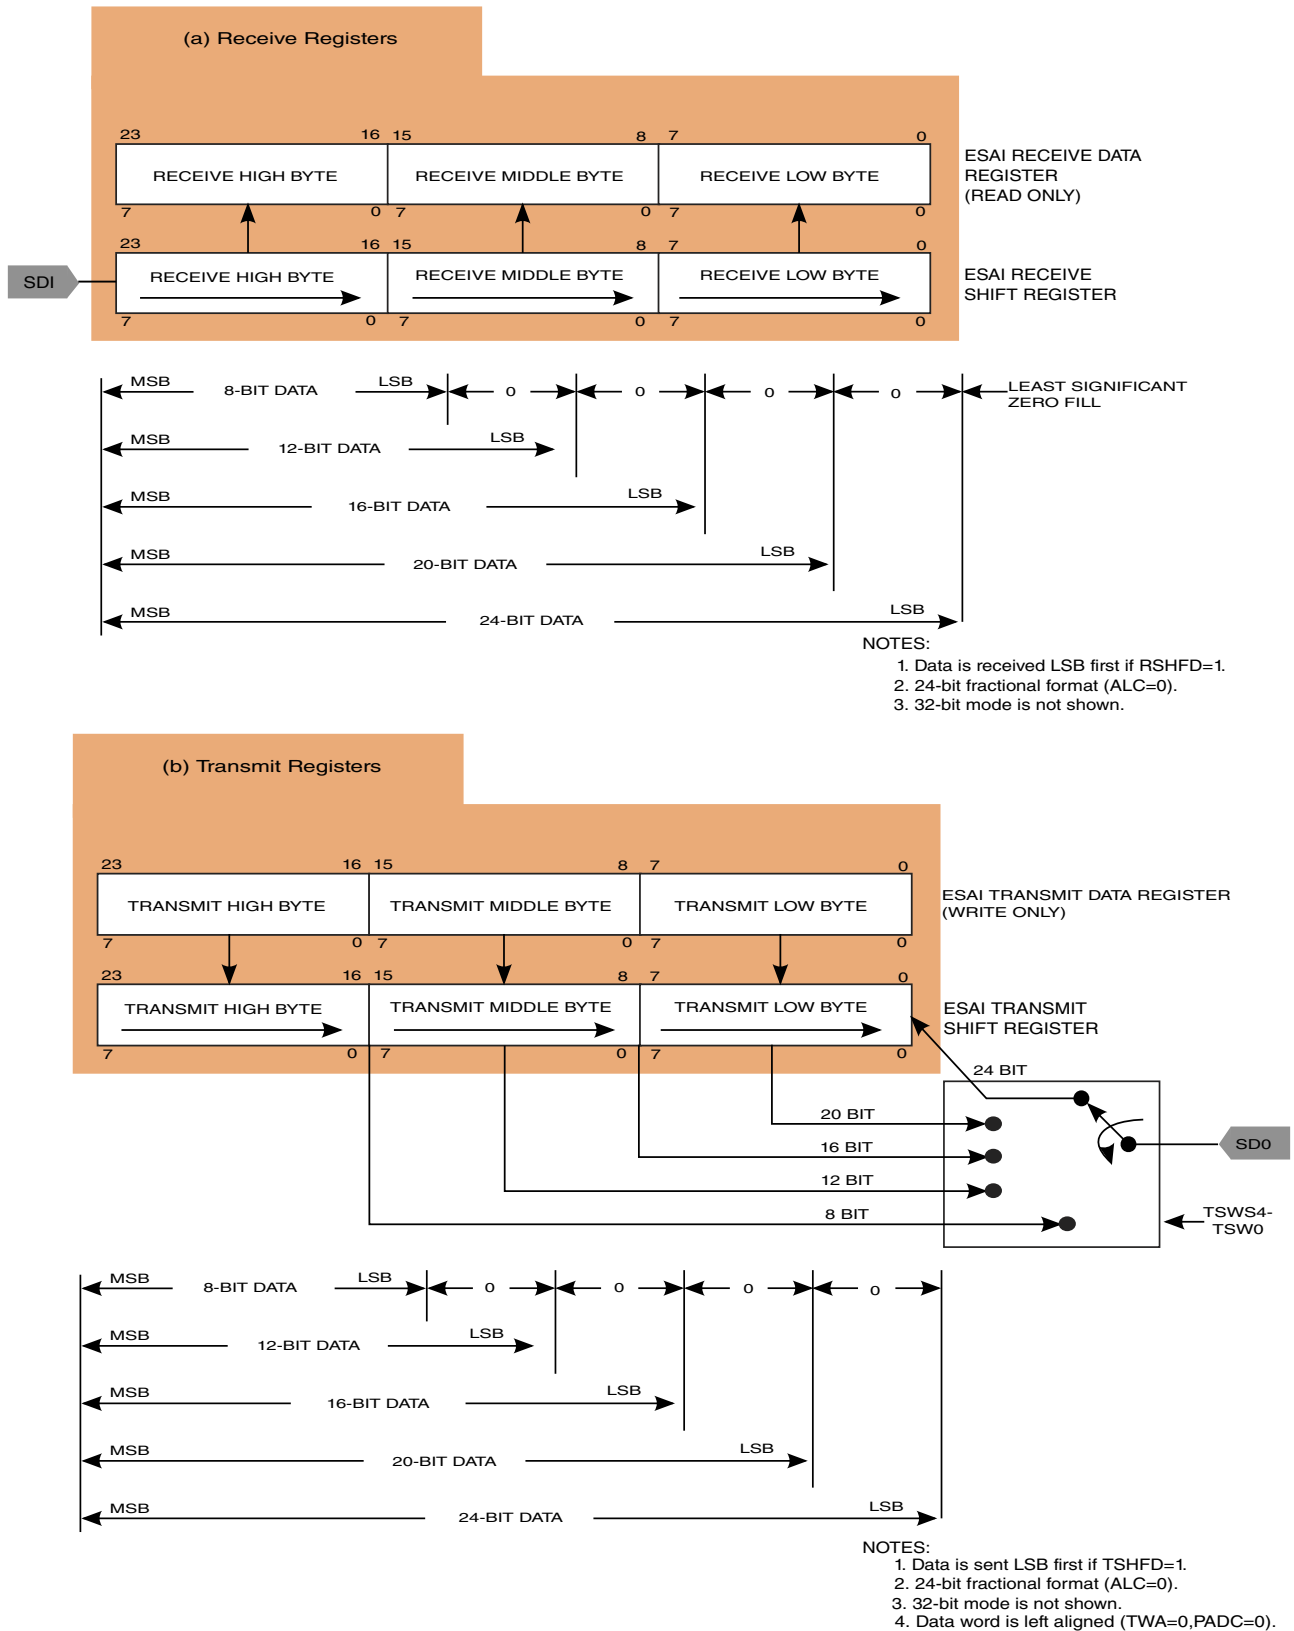 (a) Receive Registers
23 16 15 8 7 0
RECEIVE HIGH BYTE RECEIVE MIDDLE BYTE RECEIVE LOW BYTE
ESAI RECEIVE DATA
REGISTER
(READ ONLY)
7 0 7 0 7 0
23 16 15 8 7 0
SDI
RECEIVE HIGH BYTE RECEIVE MIDDLE BYTE RECEIVE LOW BYTE
ESAI RECEIVE
SHIFT REGISTER
7 0 7 0 7 0
MSB 8-BIT DATA LSB 0 0 0 0 LEAST SIGNIFICANT
ZERO FILL
MSB 12-BIT DATA LSB
MSB 16-BIT DATA LSB
MSB 20-BIT DATA LSB
MSB 24-BIT DATA LSB
NOTES:
1. Data is received LSB first if RSHFD=1.
2. 24-bit fractional format (ALC=0).
3. 32-bit mode is not shown.
(b) Transmit Registers
23 16 15 8 7 0
TRANSMIT HIGH BYTE TRANSMIT MIDDLE BYTE TRANSMIT LOW BYTE
ESAI TRANSMIT DATA REGISTER
(WRITE ONLY)
7 0 7 0 7 0
23 16 15 8 7 0
TRANSMIT HIGH BYTE TRANSMIT MIDDLE BYTE TRANSMIT LOW BYTE
ESAI TRANSMIT
SHIFT REGISTER
7 0 7 0 7 0
24 BIT
20 BIT
16 BIT
SD0
12 BIT
8 BIT
TSWS4-
TSW0
MSB 8-BIT DATA LSB 0 0 0 0
MSB 12-BIT DATA LSB
MSB 16-BIT DATA LSB
MSB 20-BIT DATA LSB
MSB 24-BIT DATA LSB
NOTES:
1. Data is sent LSB first if TSHFD=1.
2. 24-bit fractional format (ALC=0).
3. 32-bit mode is not shown.
4. Data word is left aligned (TWA=0,PADC=0).